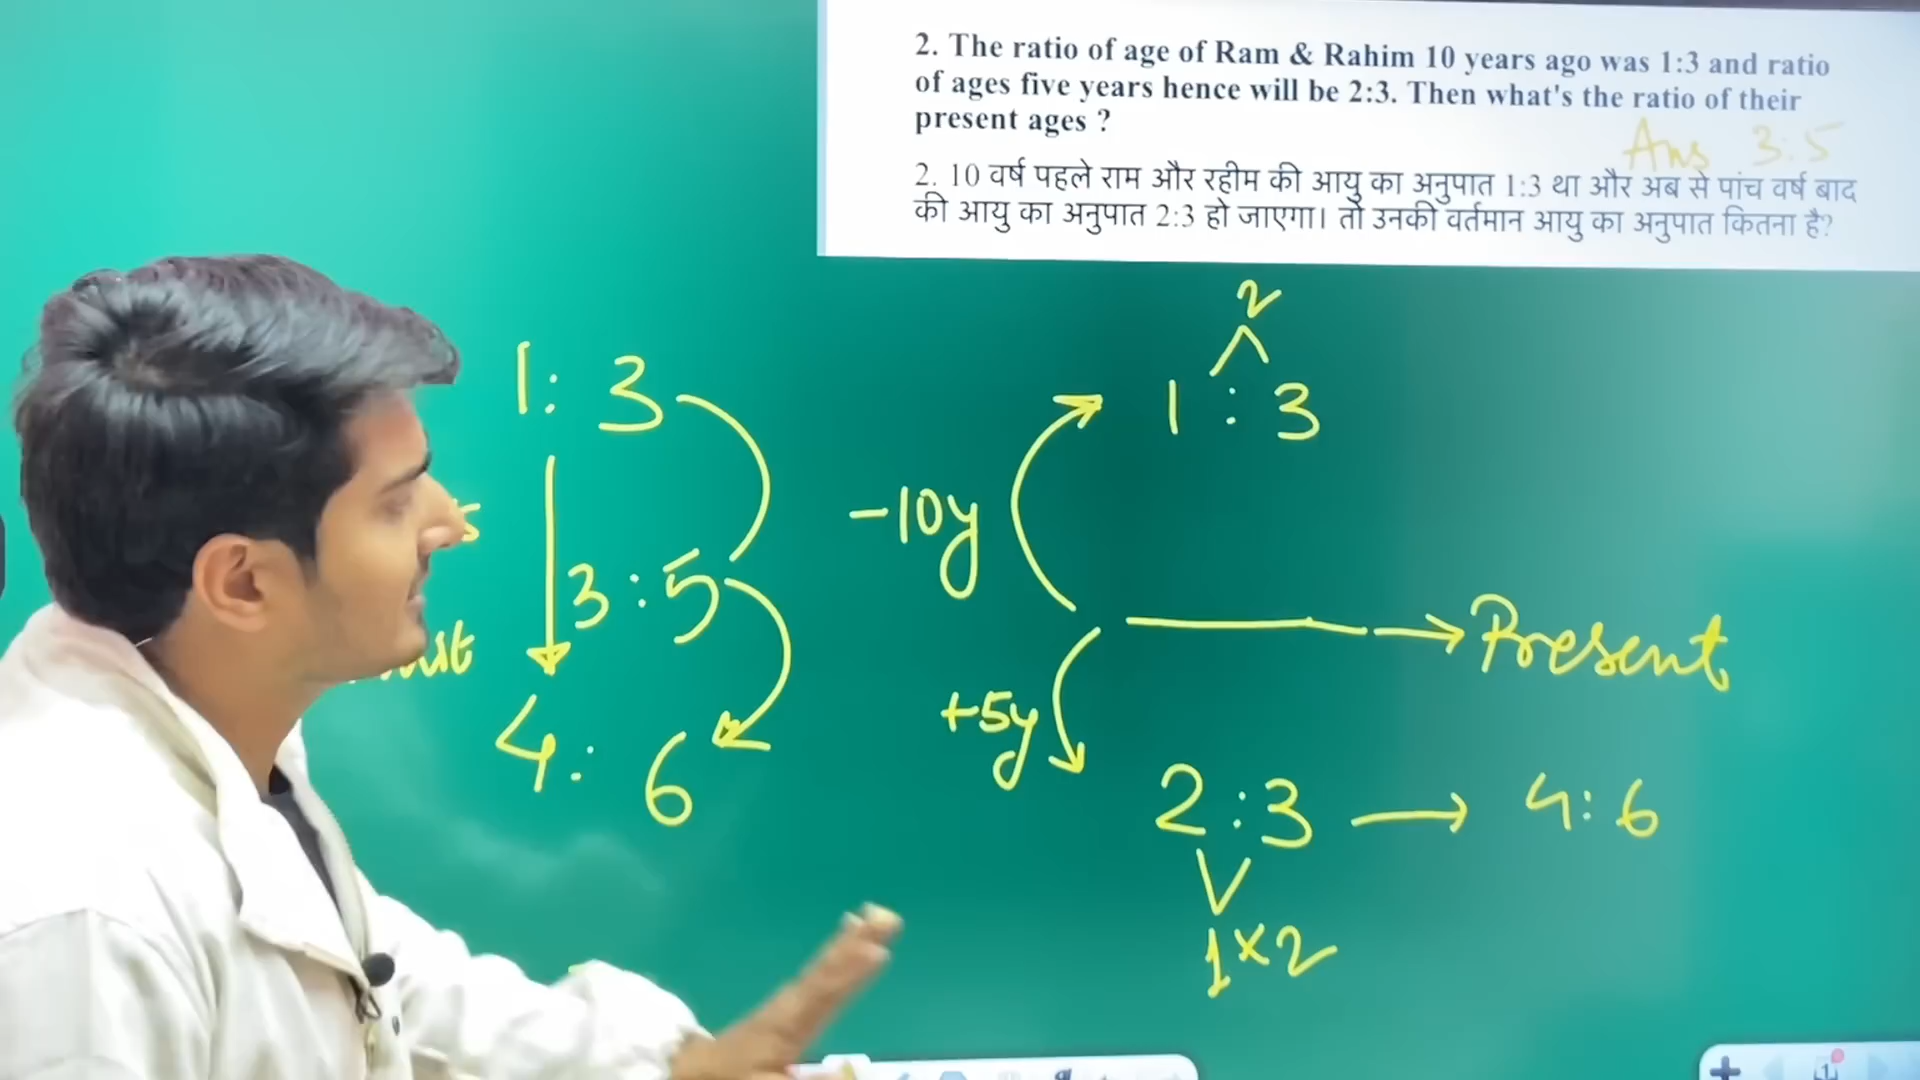 2. The ratio of age of Ram & Rahim 10 years ago was 1:3 and ratio
of ages five years hence will be 2:3. Then what's the ratio of their
present ages ?
Ans 3:5
2. 10 वर्ष पहले राम और रहीम की आयु का अनुपात 1:3 था और अब से पांच वर्ष बाद
की आयु का अनुपात 2:3 हो जाएगा। तो उनकी वर्तमान आयु का अनुपात कितना है?
1: 3
3:5
4: 6
2
1 : 3
-10y
Present
+5y
2:3 → 4:6
1×2